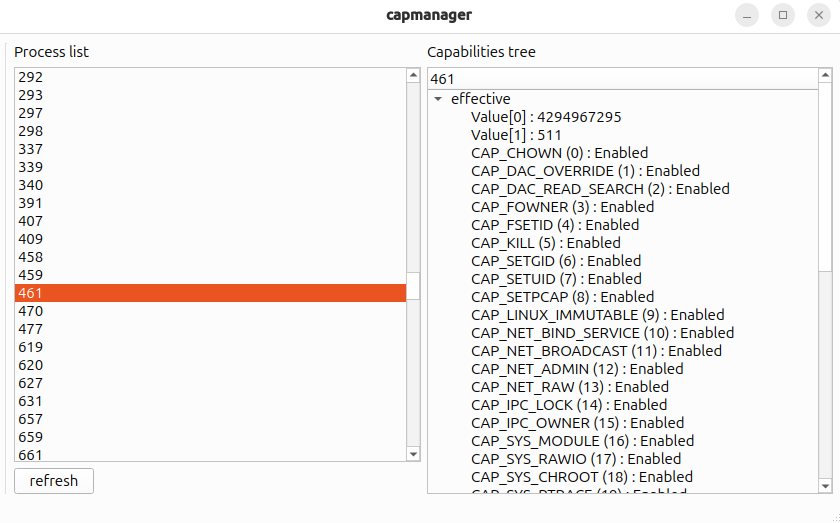 capmanager
Process list
292
293
297
298
337
339
340
391
407
409
458
459
461
470
477
619
620
627
631
657
659
661
refresh
Capabilities tree
461
effective
Value[0] : 4294967295
Value[1] : 511
CAP_CHOWN (0) : Enabled
CAP_DAC_OVERRIDE (1) : Enabled
CAP_DAC_READ_SEARCH (2) : Enabled
CAP_FOWNER (3) : Enabled
CAP_FSETID (4) : Enabled
CAP_KILL (5) : Enabled
CAP_SETGID (6) : Enabled
CAP_SETUID (7) : Enabled
CAP_SETPCAP (8) : Enabled
CAP_LINUX_IMMUTABLE (9) : Enabled
CAP_NET_BIND_SERVICE (10) : Enabled
CAP_NET_BROADCAST (11) : Enabled
CAP_NET_ADMIN (12) : Enabled
CAP_NET_RAW (13) : Enabled
CAP_IPC_LOCK (14) : Enabled
CAP_IPC_OWNER (15) : Enabled
CAP_SYS_MODULE (16) : Enabled
CAP_SYS_RAWIO (17) : Enabled
CAP_SYS_CHROOT (18) : Enabled
CAP_SYS_PTRACE (19) : Enabled